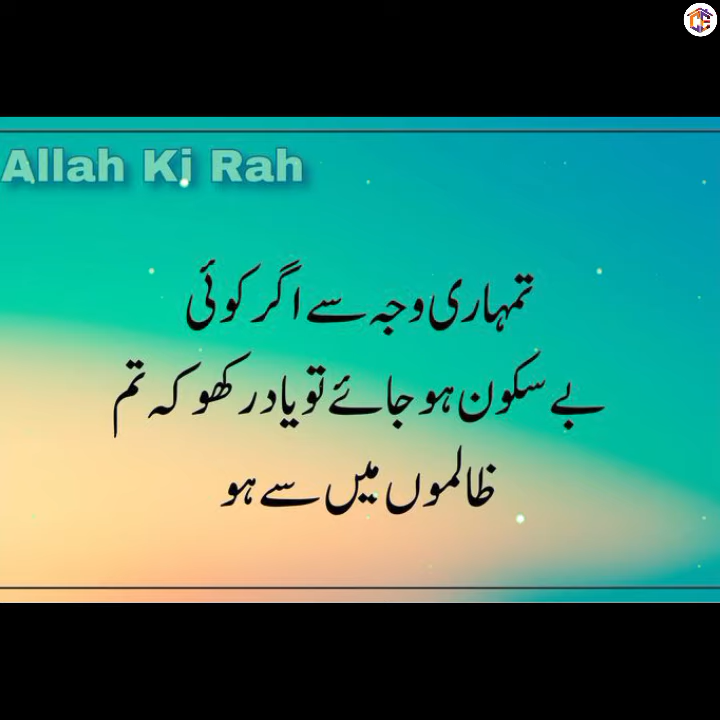 Allah Ki Rah
تمہاری وجہ سے اگر کوئی
بے سکون ہو جائے تو یاد رکھو کہ تم
ظالموں میں سے ہو